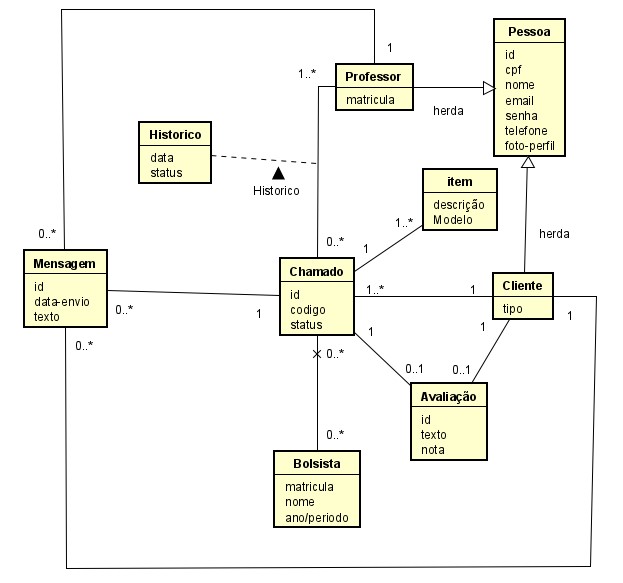 Pessoa
id
cpf
nome
email
senha
telefone
foto-perfil
1
Professor
matricula
1..*
herda
Historico
data
status
Historico
item
descrição
Modelo
1..*
herda
0..*
0..*
1
Mensagem
id
data-envio
texto
Chamado
id
codigo
status
Cliente
tipo
1..*
1
0..*
1
1
1
1
0..*
0..*
0..1
0..1
Avaliação
id
texto
nota
0..*
Bolsista
matricula
nome
ano/periodo